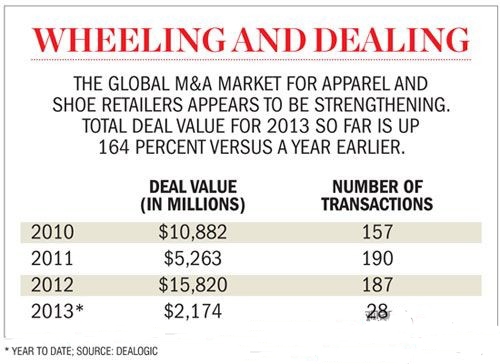 WHEELING AND DEALING
THE GLOBAL M&A MARKET FOR APPAREL AND
SHOE RETAILERS APPEARS TO BE STRENGTHENING.
TOTAL DEAL VALUE FOR 2013 SO FAR IS UP
164 PERCENT VERSUS A YEAR EARLIER.
DEAL VALUE NUMBER OF
(IN MILLIONS) TRANSACTIONS
2010 $10,882 157
2011 $5,263 190
2012 $15,820 187
2013* $2,174 28
* YEAR TO DATE; SOURCE: DEALOGIC